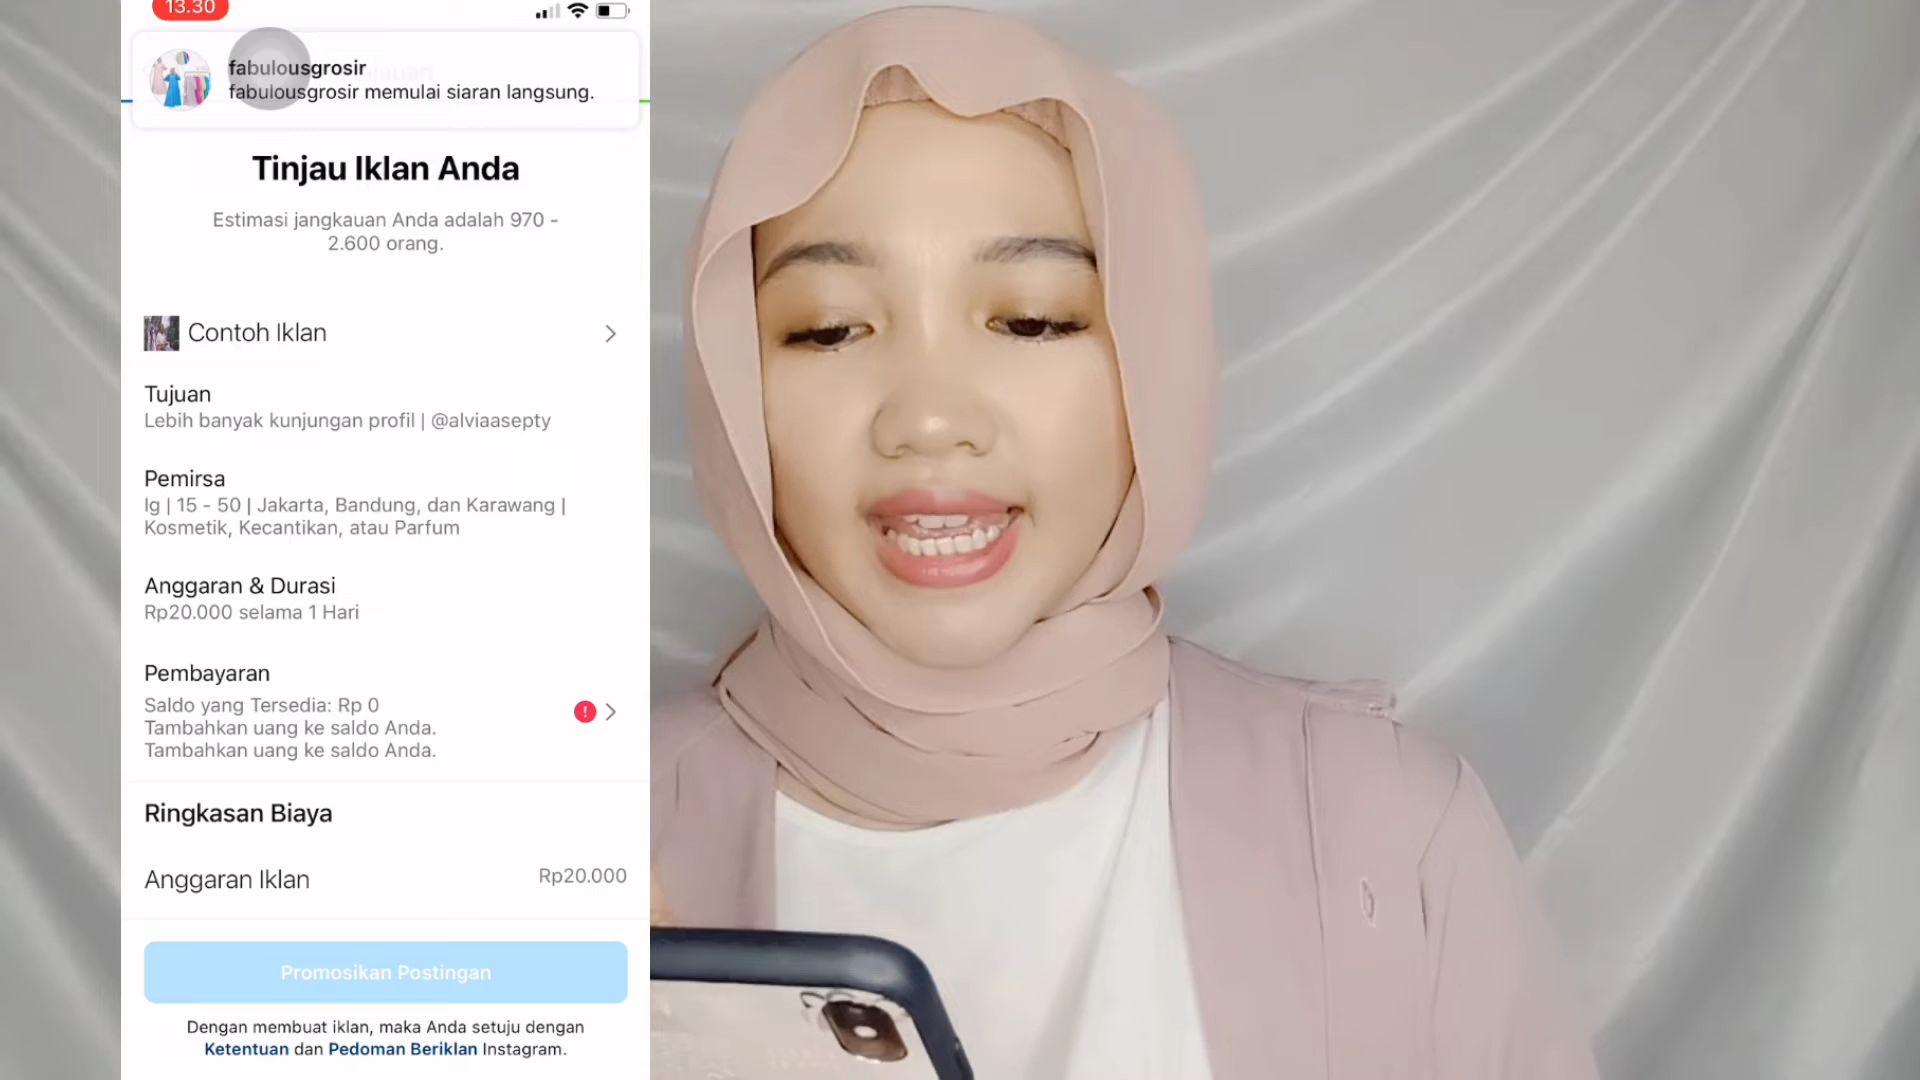 13.30
fabulousgrosir
fabulousgrosir memulai siaran langsung.
Tinjau Iklan Anda
Estimasi jangkauan Anda adalah 970 -
2.600 orang.
Contoh Iklan
Tujuan
Lebih banyak kunjungan profil | @alviaasepty
Pemirsa
Ig | 15 - 50 | Jakarta, Bandung, dan Karawang |
Kosmetik, Kecantikan, atau Parfum
Anggaran & Durasi
Rp20.000 selama 1 Hari
Pembayaran
Saldo yang Tersedia: Rp 0
Tambahkan uang ke saldo Anda.
Tambahkan uang ke saldo Anda.
Ringkasan Biaya
Anggaran Iklan
Rp20.000
Promosikan Postingan
Dengan membuat iklan, maka Anda setuju dengan
Ketentuan dan Pedoman Beriklan Instagram.